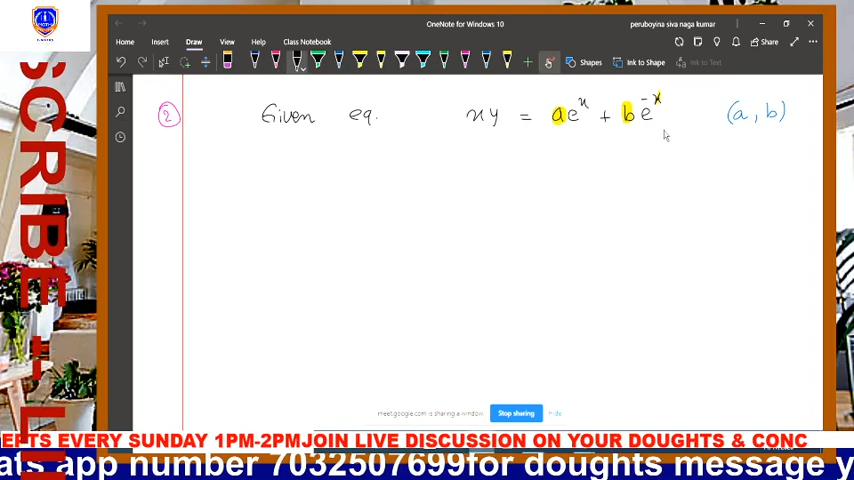 OneNote for Windows 10
peruboyina siva naga kumar
Home Insert Draw View Help Class Notebook
Share
Shapes Ink to Shape Ink to Text
2 Given eq. xy = ae^x + be^-x (a, b)
meet.google.com is sharing a window. Stop sharing Hide
SCRIBE -- LI
EPTS EVERY SUNDAY 1PM-2PMJOIN LIVE DISCUSSION ON YOUR DOUGHTS & CONC
ats app number 7032507699for doughts message y